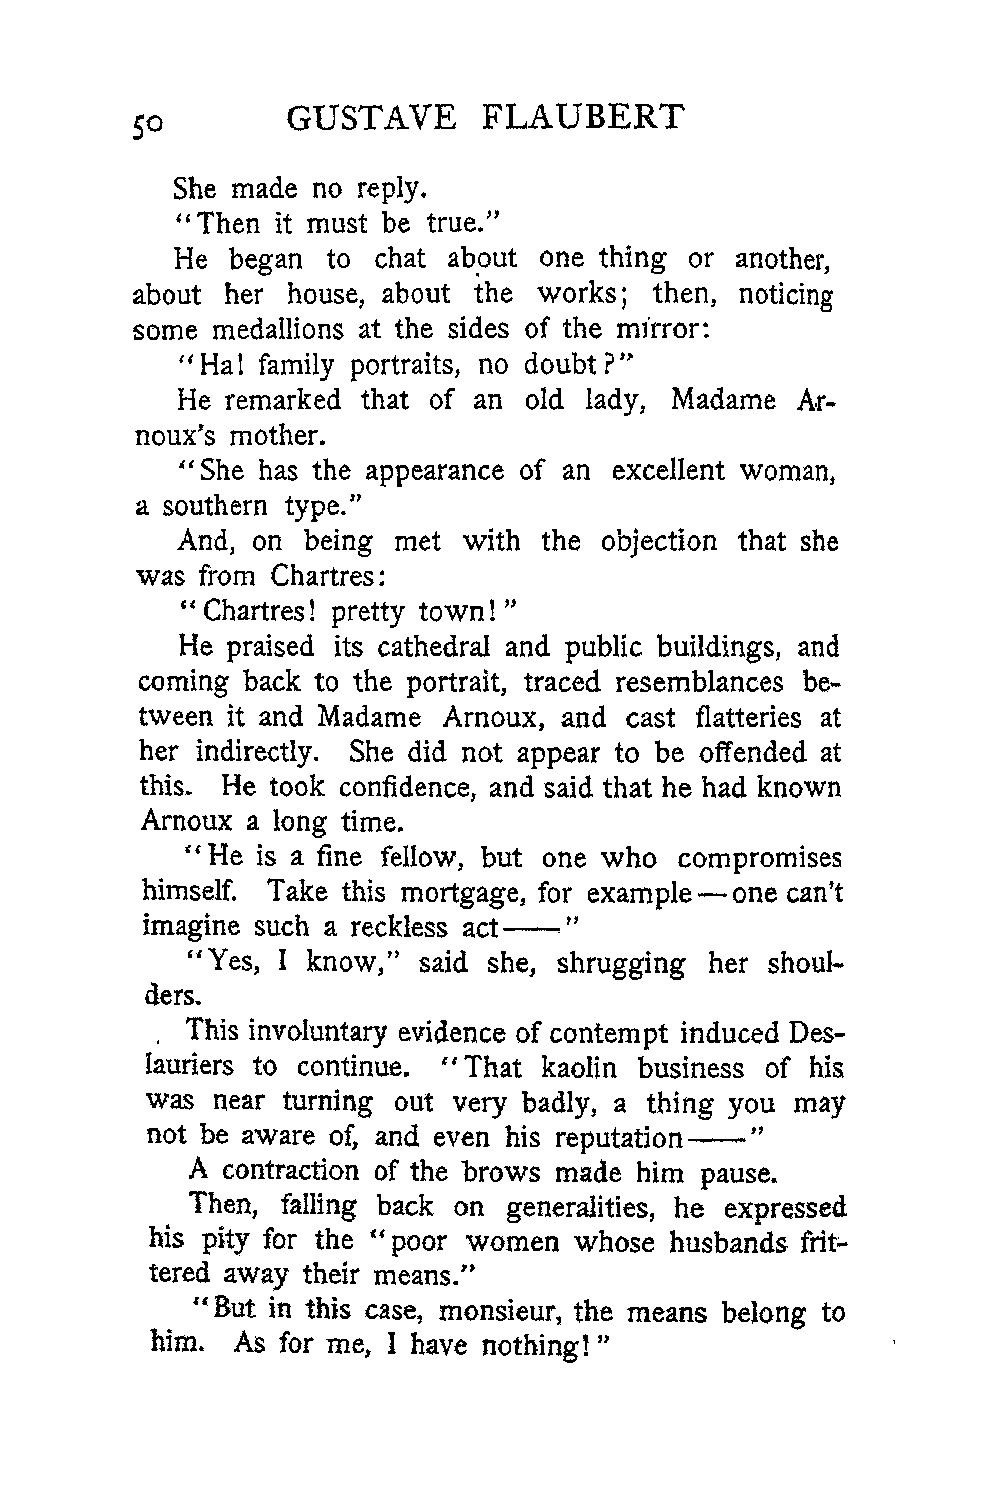 50 GUSTAVE FLAUBERT
She made no reply.
"Then it must be true."
He began to chat about one thing or another,
about her house, about the works; then, noticing
some medallions at the sides of the mirror:
"Ha! family portraits, no doubt?"
He remarked that of an old lady, Madame Ar-
noux's mother.
"She has the appearance of an excellent woman,
a southern type."
And, on being met with the objection that she
was from Chartres:
"Chartres! pretty town!"
He praised its cathedral and public buildings, and
coming back to the portrait, traced resemblances be-
tween it and Madame Arnoux, and cast flatteries at
her indirectly. She did not appear to be offended at
this. He took confidence, and said that he had known
Arnoux a long time.
"He is a fine fellow, but one who compromises
himself. Take this mortgage, for example—one can't
imagine such a reckless act——"
"Yes, I know," said she, shrugging her shoul-
ders.
This involuntary evidence of contempt induced Des-
lauriers to continue. "That kaolin business of his
was near turning out very badly, a thing you may
not be aware of, and even his reputation——"
A contraction of the brows made him pause.
Then, falling back on generalities, he expressed
his pity for the "poor women whose husbands frit-
tered away their means."
"But in this case, monsieur, the means belong to
him. As for me, I have nothing!"